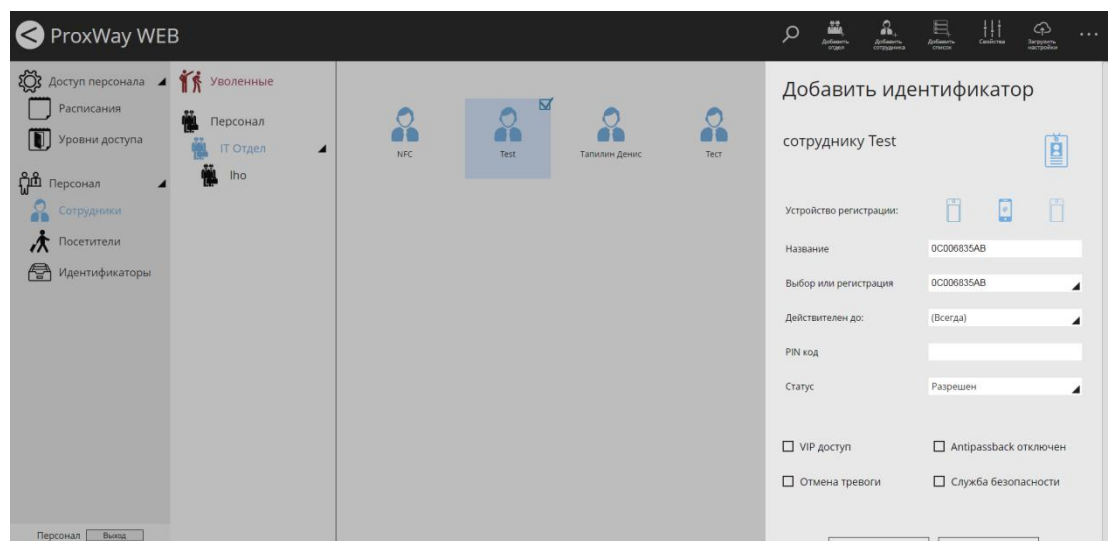 ProxWay WEB
Добавить отдел
Добавить сотрудника
Добавить список
Свойства
Загрузить настройки
Доступ персонала
Расписания
Уровни доступа
Персонал
Сотрудники
Посетители
Идентификаторы
Персонал Выход
Уволенные
Персонал
IT Отдел
Iho
NFC
Test
Тапилин Денис
Тест
Добавить идентификатор
сотруднику Test
Устройство регистрации:
Название 0C006835AB
Выбор или регистрация 0C006835AB
Действителен до: (Всегда)
PIN код
Статус Разрешен
VIP доступ
Antipassback отключен
Отмена тревоги
Служба безопасности